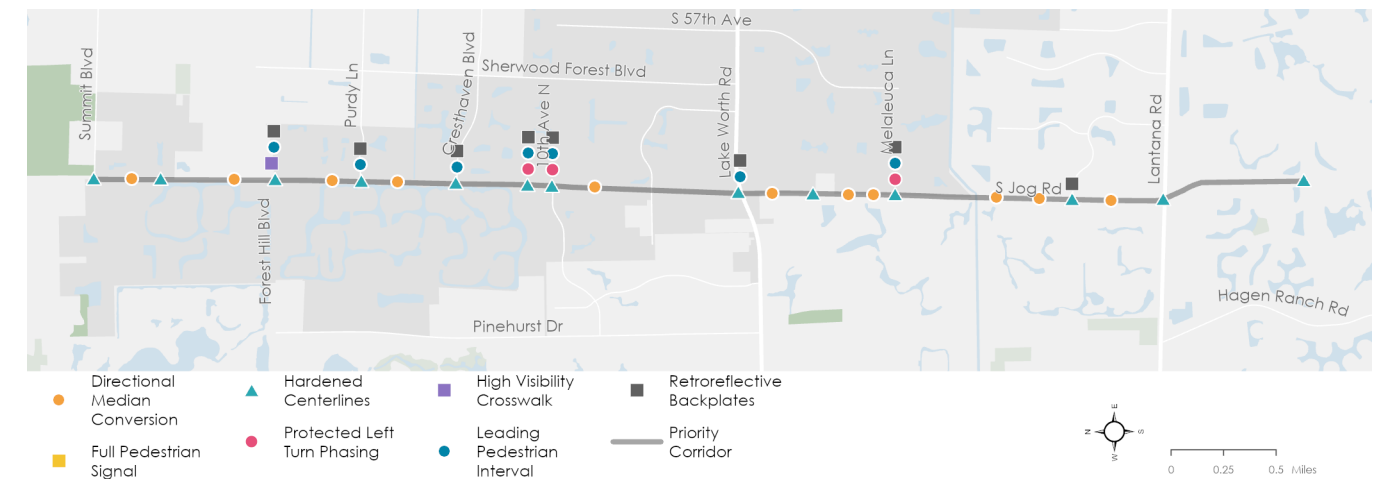 S 57th Ave
Summit Blvd
Sherwood Forest Blvd
Purdy Ln
Cresthaven Blvd
10th Ave N
Lake Worth Rd
Melaleuca Ln
Lantana Rd
S Jog Rd
Forest Hill Blvd
Pinehurst Dr
Hagen Ranch Rd
Directional
Median
Conversion
Full Pedestrian
Signal
Hardened
Centerlines
Protected Left
Turn Phasing
High Visibility
Crosswalk
Leading
Pedestrian
Interval
Retroreflective
Backplates
Priority
Corridor
E
N
S
W
0 0.25 0.5 Miles